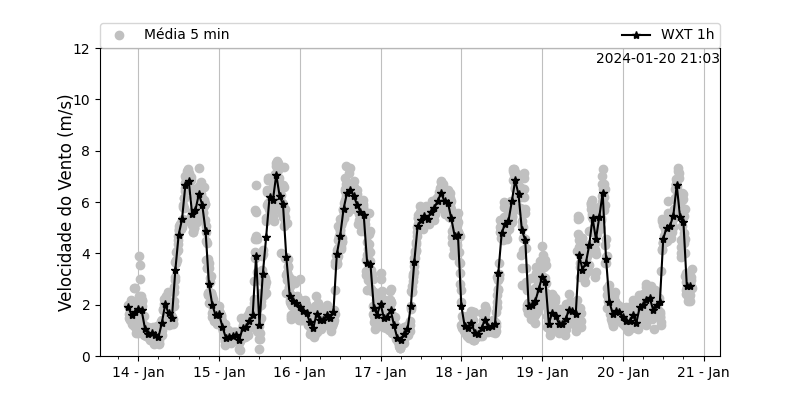 Média 5 min
WXT 1h
2024-01-20 21:03
Velocidade do Vento (m/s)
12
10
8
6
4
2
0
14 - Jan
15 - Jan
16 - Jan
17 - Jan
18 - Jan
19 - Jan
20 - Jan
21 - Jan